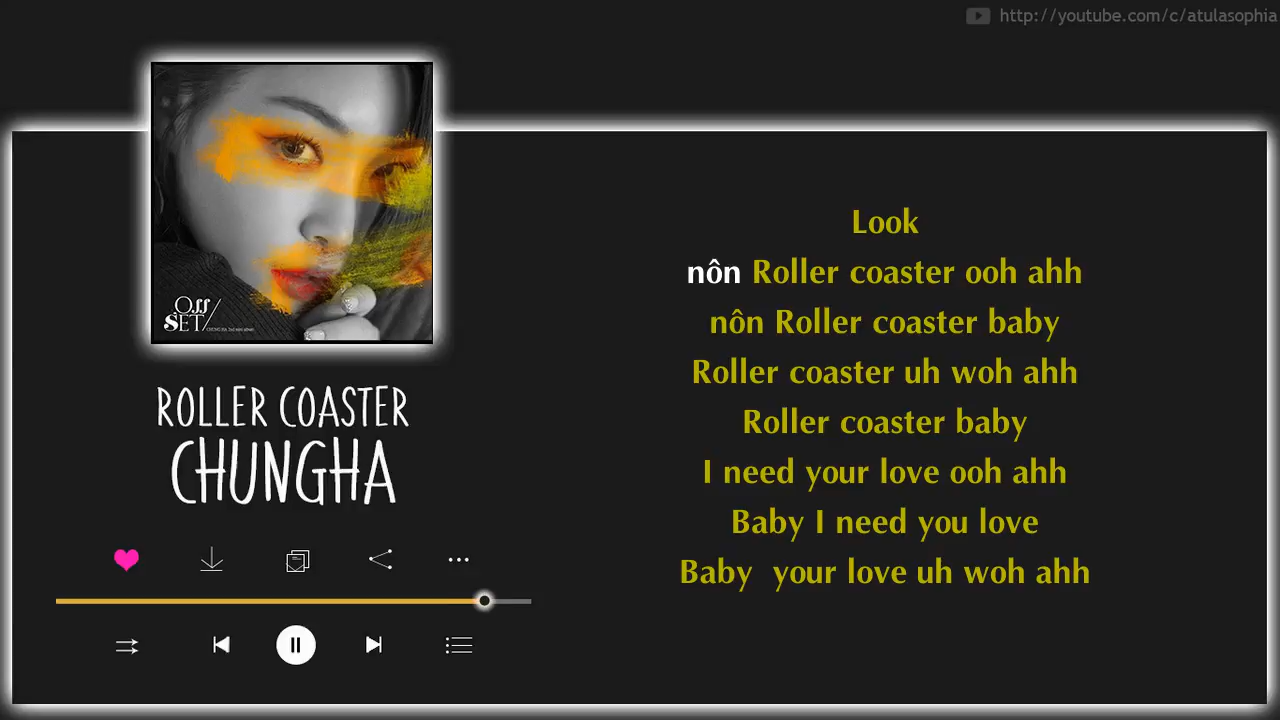 http://youtube.com/c/atulasophia
Off
SET/
ROLLER COASTER
CHUNGHA
Look
nôn Roller coaster ooh ahh
nôn Roller coaster baby
Roller coaster uh woh ahh
Roller coaster baby
I need your love ooh ahh
Baby I need you love
Baby your love uh woh ahh